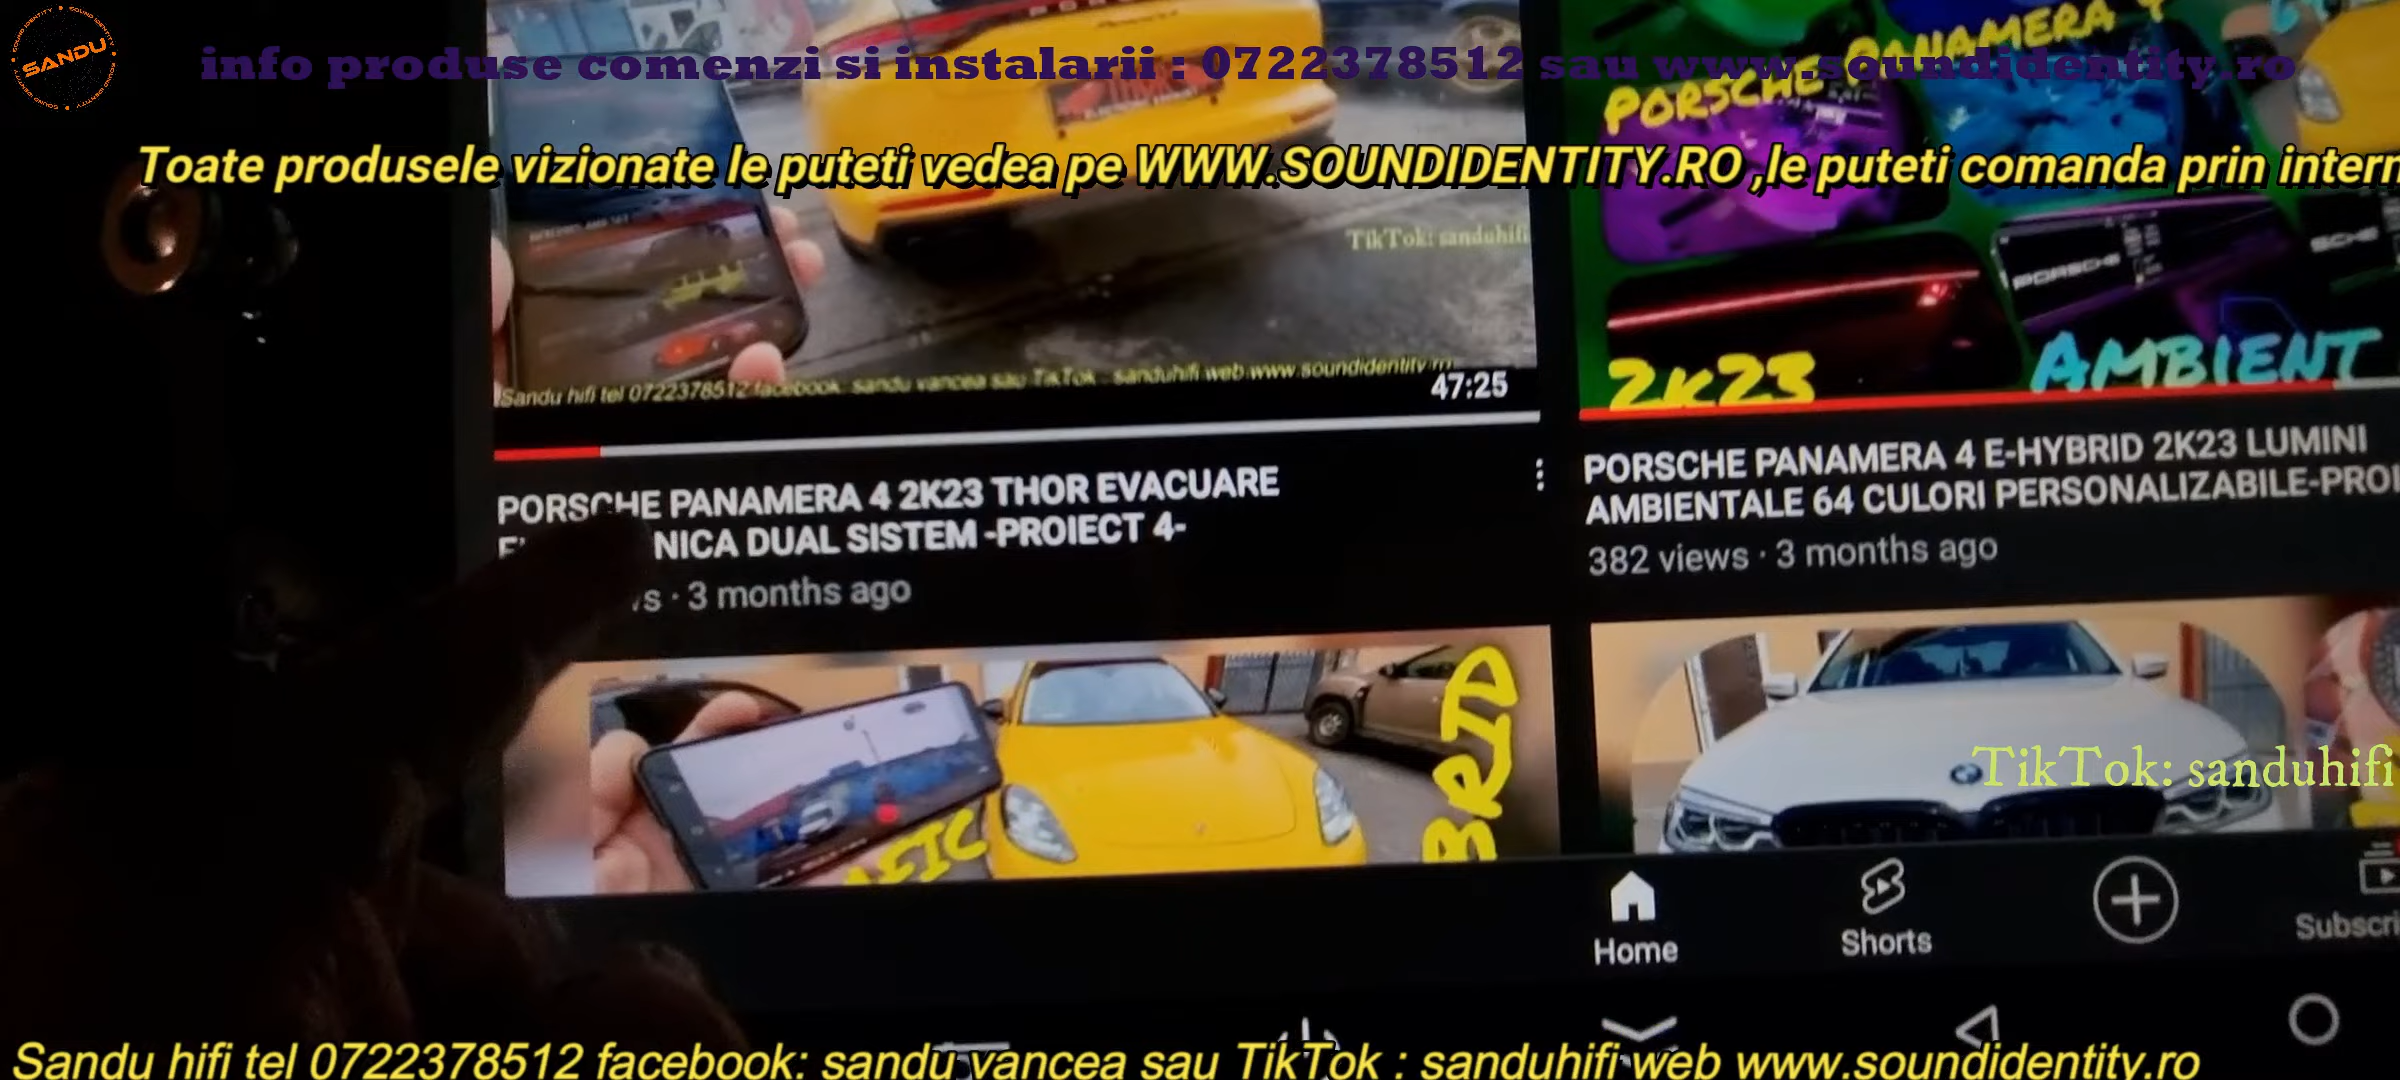 SANDU
info produse comenzi si instalarii : 0722378512 sau www.soundidentity.ro
PORSCHE PANAMERA 4
Toate produsele vizionate le puteti vedea pe WWW.SOUNDIDENTITY.RO ,le puteti comanda prin intern
TikTok: sanduhifi
PORSCHE
SCHE
2K23
AMBIENT
Sandu hifi tel 0722378512 facebook: sandu vancea sau TikTok : sanduhifi web www.soundidentity.ro
47:25
PORSCHE PANAMERA 4 2K23 THOR EVACUARE
NICA DUAL SISTEM -PROIECT 4-
3 months ago
PORSCHE PANAMERA 4 E-HYBRID 2K23 LUMINI
AMBIENTALE 64 CULORI PERSONALIZABILE-PROI
382 views · 3 months ago
BRID
TikTok: sanduhifi
Home
Shorts
Subscri
Sandu hifi tel 0722378512 facebook: sandu vancea sau TikTok : sanduhifi web www.soundidentity.ro